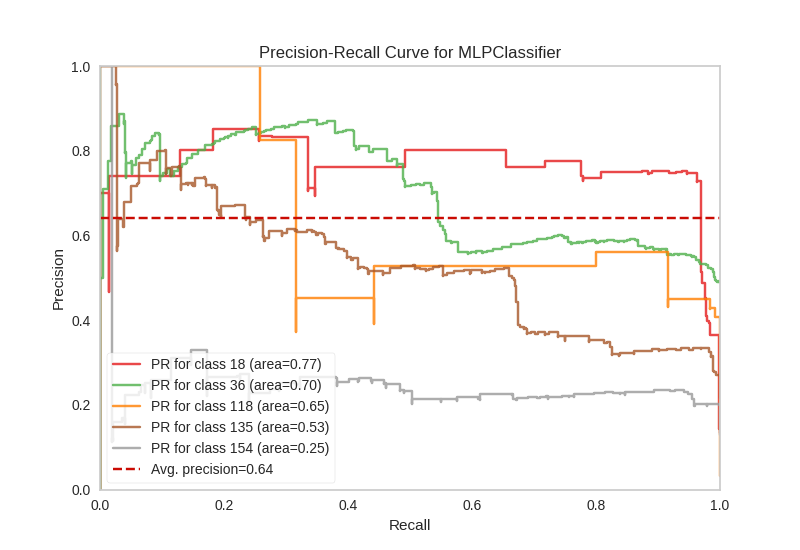 Precision-Recall Curve for MLPClassifier
1.0
0.8
0.6
0.4
0.2
0.0
Precision
PR for class 18 (area=0.77)
PR for class 36 (area=0.70)
PR for class 118 (area=0.65)
PR for class 135 (area=0.53)
PR for class 154 (area=0.25)
Avg. precision=0.64
0.0 0.2 0.4 0.6 0.8 1.0
Recall